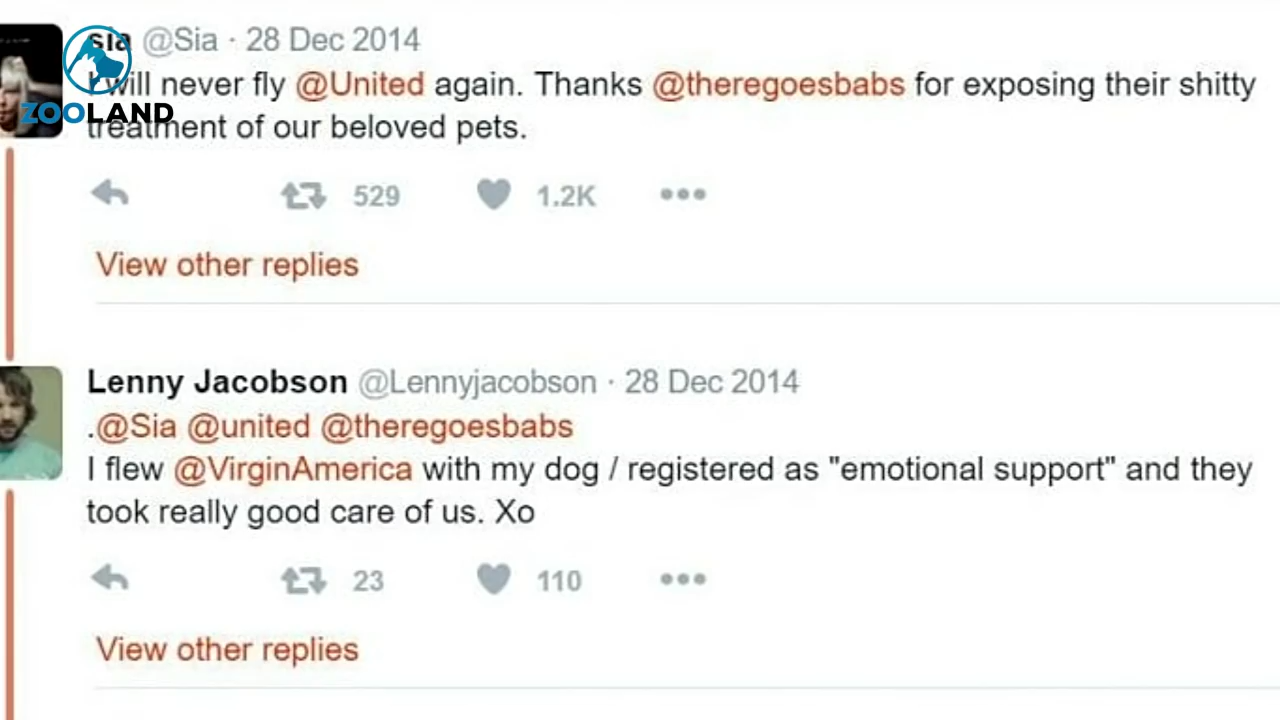 sia @Sia · 28 Dec 2014
I will never fly @United again. Thanks @theregoesbabs for exposing their shitty
ZOOLAND
treatment of our beloved pets.
529 1.2K
View other replies
Lenny Jacobson @Lennyjacobson · 28 Dec 2014
.@Sia @united @theregoesbabs
I flew @VirginAmerica with my dog / registered as "emotional support" and they
took really good care of us. Xo
23 110
View other replies